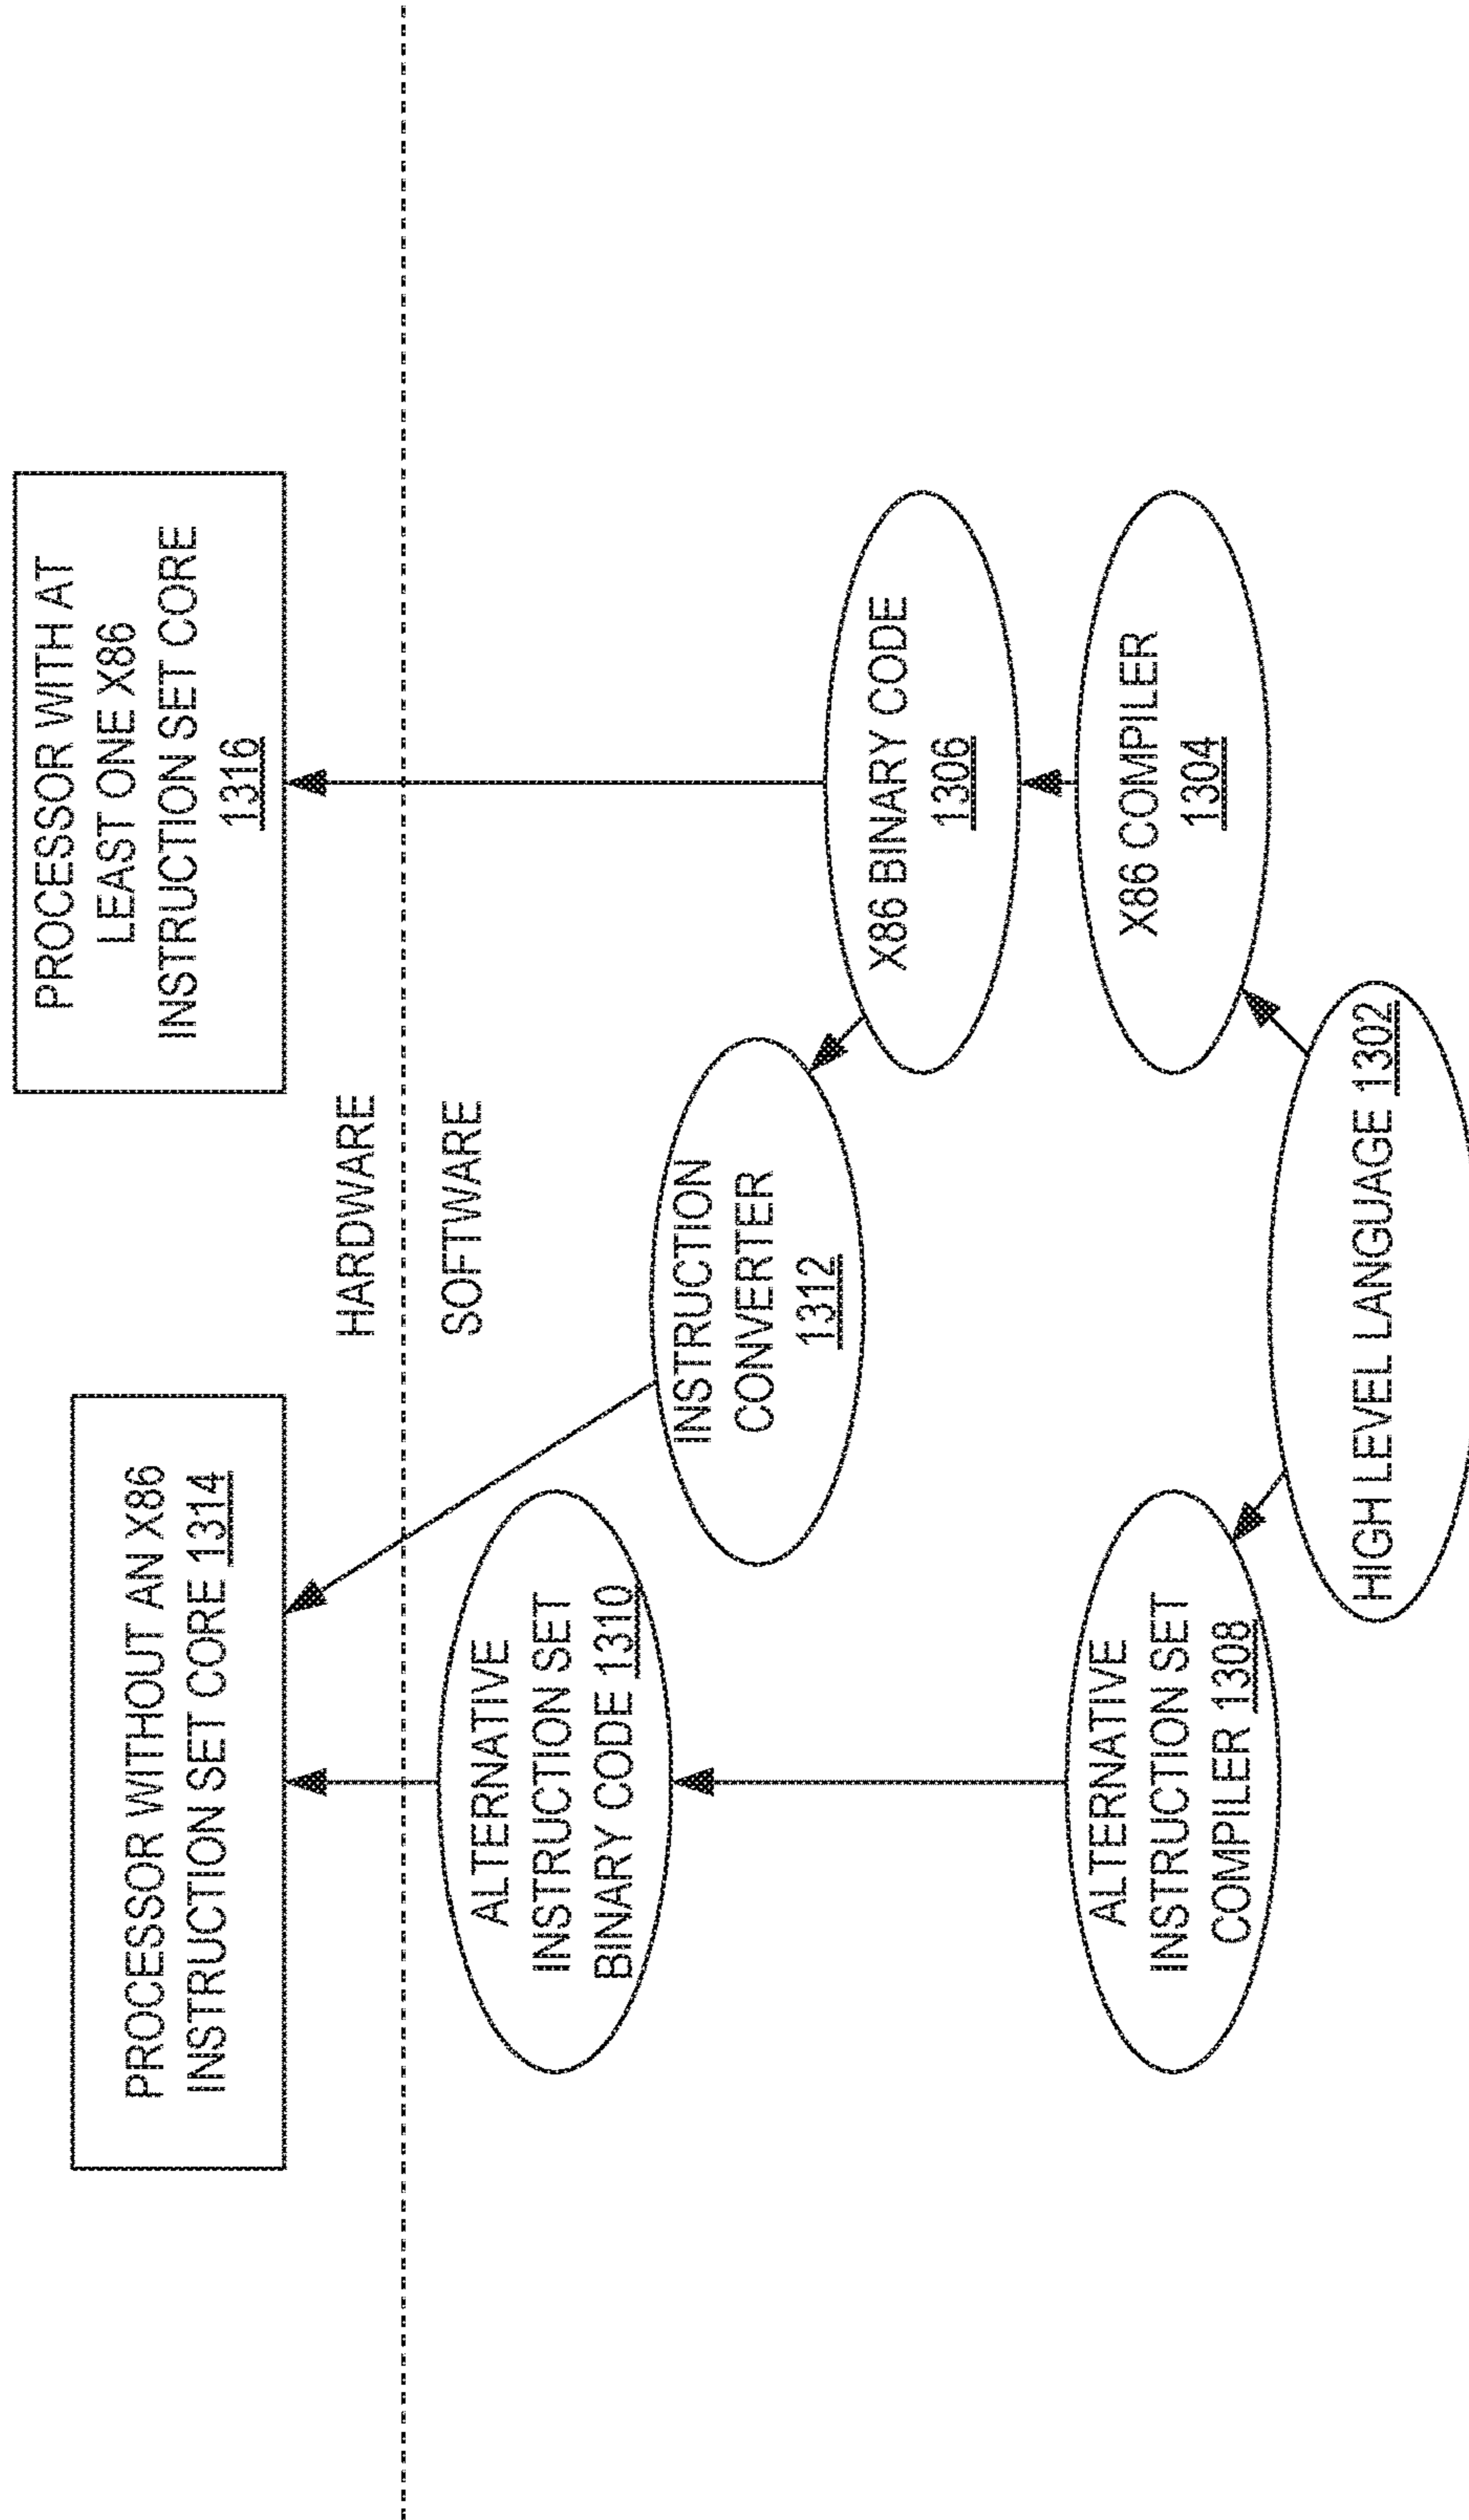 PROCESSOR WITHOUT AN X86
INSTRUCTION SET CORE 1314
PROCESSOR WITH AT
LEAST ONE X86
INSTRUCTION SET CORE
1316
HARDWARE
SOFTWARE
ALTERNATIVE
INSTRUCTION SET
BINARY CODE 1310
INSTRUCTION
CONVERTER
1312
X86 BINARY CODE
1306
ALTERNATIVE
INSTRUCTION SET
COMPILER 1308
X86 COMPILER
1304
HIGH LEVEL LANGUAGE 1302